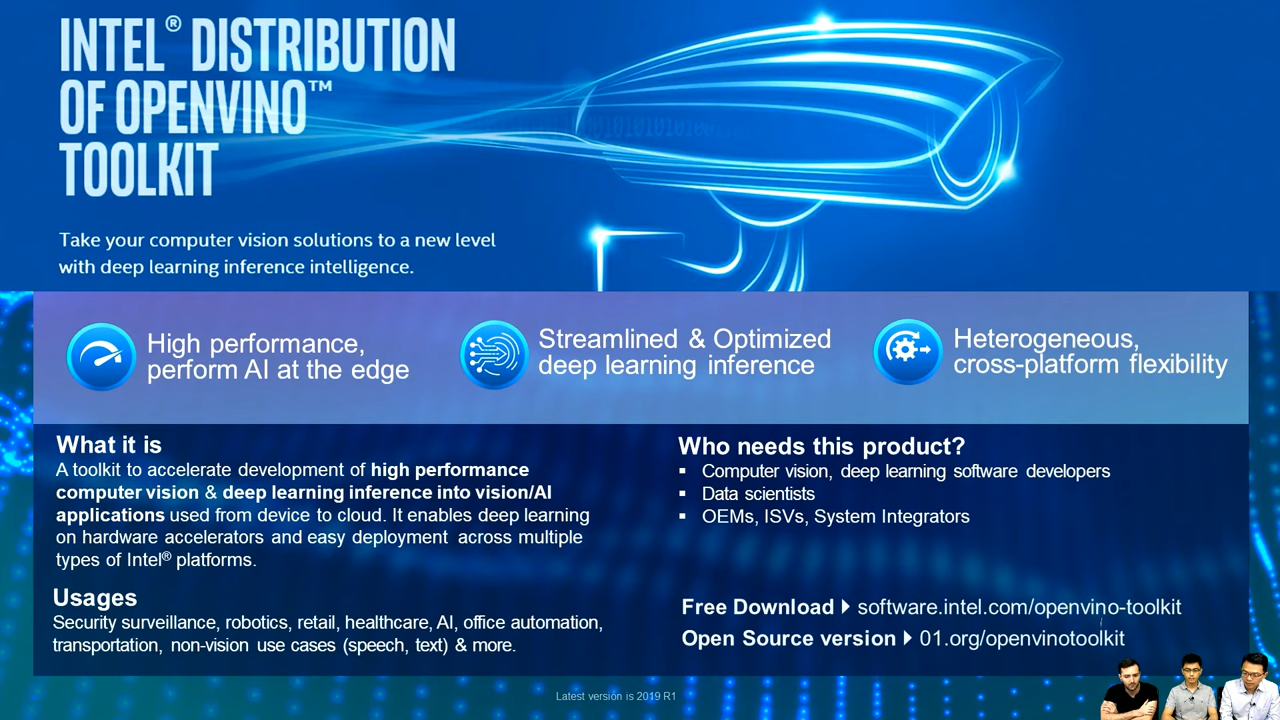 INTEL® DISTRIBUTION
OF OPENVINO™
TOOLKIT
Take your computer vision solutions to a new level
with deep learning inference intelligence.
High performance,
perform AI at the edge
Streamlined & Optimized
deep learning inference
Heterogeneous,
cross-platform flexibility
What it is
A toolkit to accelerate development of high performance
computer vision & deep learning inference into vision/AI
applications used from device to cloud. It enables deep learning
on hardware accelerators and easy deployment across multiple
types of Intel® platforms.
Usages
Security surveillance, robotics, retail, healthcare, AI, office automation,
transportation, non-vision use cases (speech, text) & more.
Who needs this product?
▪ Computer vision, deep learning software developers
▪ Data scientists
▪ OEMs, ISVs, System Integrators
Free Download software.intel.com/openvino-toolkit
Open Source version 01.org/openvinotoolkit
Latest version is 2019 R1